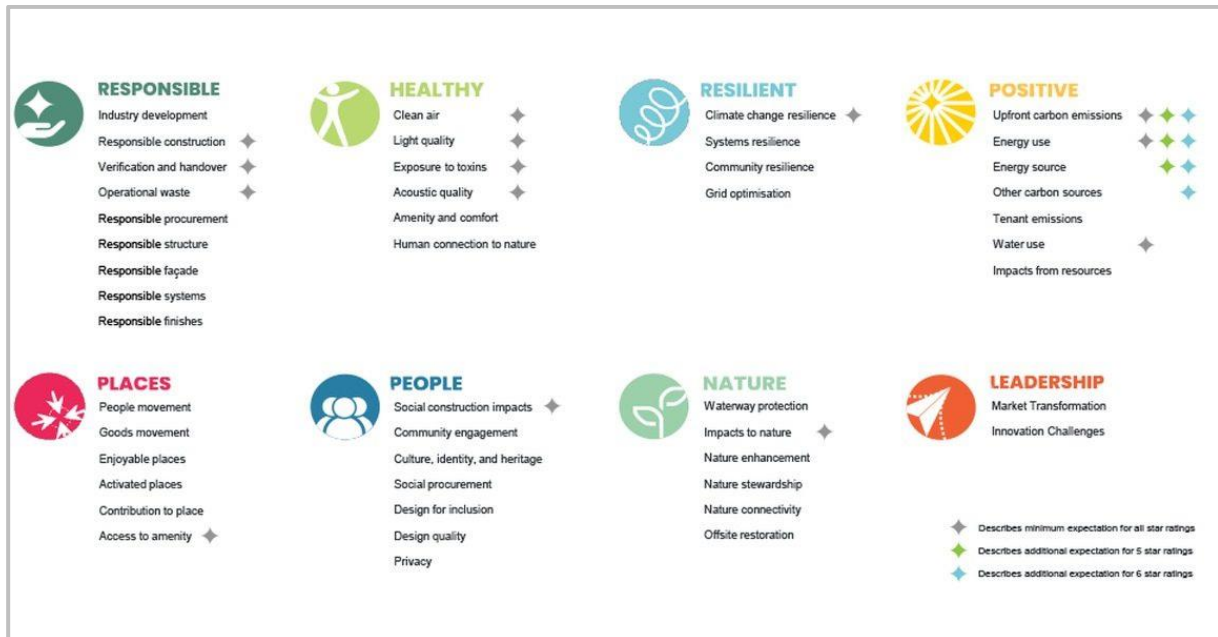 RESPONSIBLE
Industry development
Responsible construction
Verification and handover
Operational waste
Responsible procurement
Responsible structure
Responsible façade
Responsible systems
Responsible finishes
HEALTHY
Clean air
Light quality
Exposure to toxins
Acoustic quality
Amenity and comfort
Human connection to nature
RESILIENT
Climate change resilience
Systems resilience
Community resilience
Grid optimisation
POSITIVE
Upfront carbon emissions
Energy use
Energy source
Other carbon sources
Tenant emissions
Water use
Impacts from resources
PLACES
People movement
Goods movement
Enjoyable places
Activated places
Contribution to place
Access to amenity
PEOPLE
Social construction impacts
Community engagement
Culture, identity, and heritage
Social procurement
Design for inclusion
Design quality
Privacy
NATURE
Waterway protection
Impacts to nature
Nature enhancement
Nature stewardship
Nature connectivity
Offsite restoration
LEADERSHIP
Market Transformation
Innovation Challenges
Describes minimum expectation for all star ratings
Describes additional expectation for 5 star ratings
Describes additional expectation for 6 star ratings